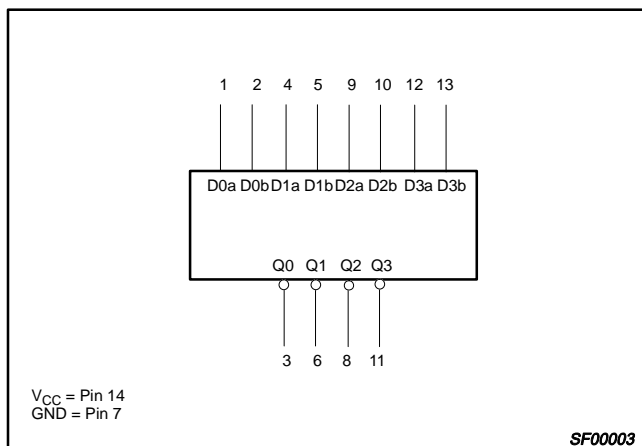 1 2 4 5 9 10 12 13
D0a D0b D1a D1b D2a D2b D3a D3b
Q0 Q1 Q2 Q3
3 6 8 11
VCC = Pin 14
GND = Pin 7
SF00003